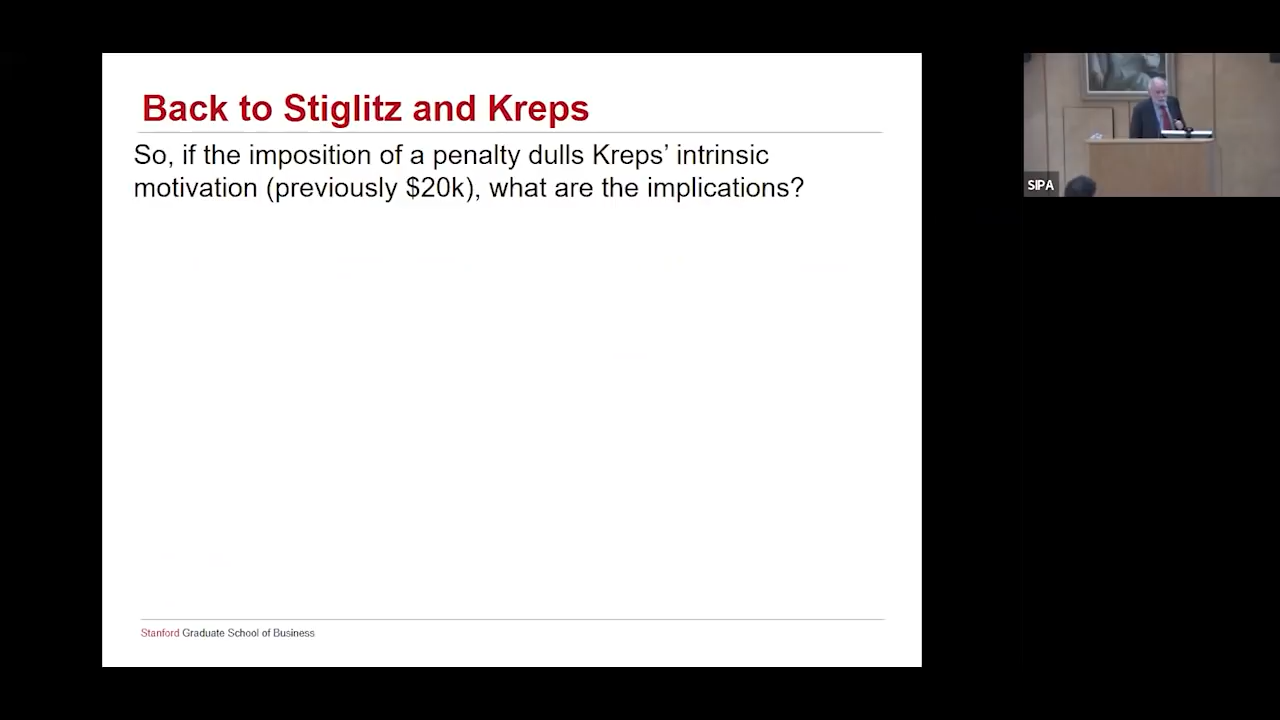 Back to Stiglitz and Kreps
So, if the imposition of a penalty dulls Kreps’ intrinsic
motivation (previously $20k), what are the implications?
SIPA
Stanford Graduate School of Business